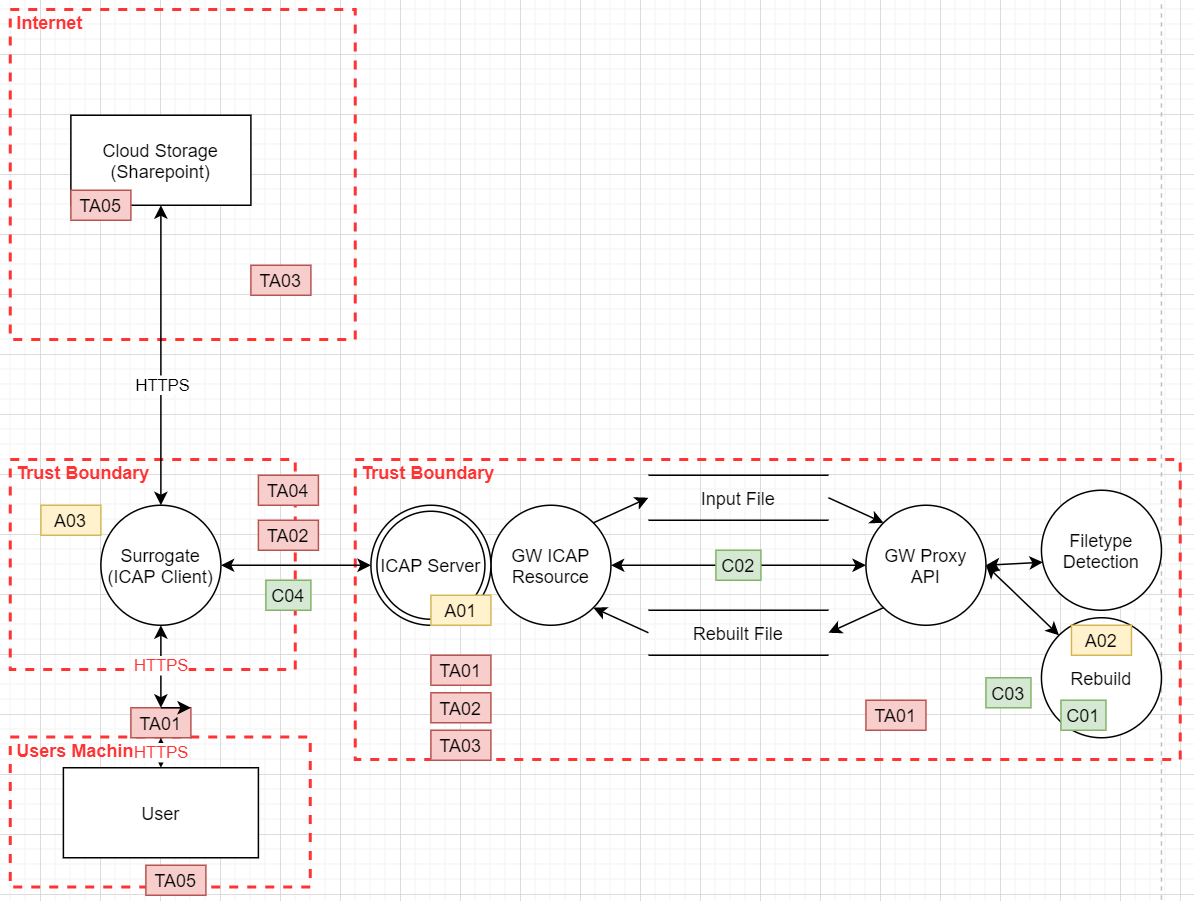 Internet
Cloud Storage
(Sharepoint)
TA05
TA03
HTTPS
Trust Boundary
A03
Surrogate
(ICAP Client)
TA04
TA02
C04
HTTPS
TA01
HTTPS
Users Machin
User
TA05
Trust Boundary
ICAP Server
A01
GW ICAP
Resource
TA01
TA02
TA03
Input File
C02
Rebuilt File
GW Proxy
API
TA01
Filetype
Detection
A02
Rebuild
C03
C01